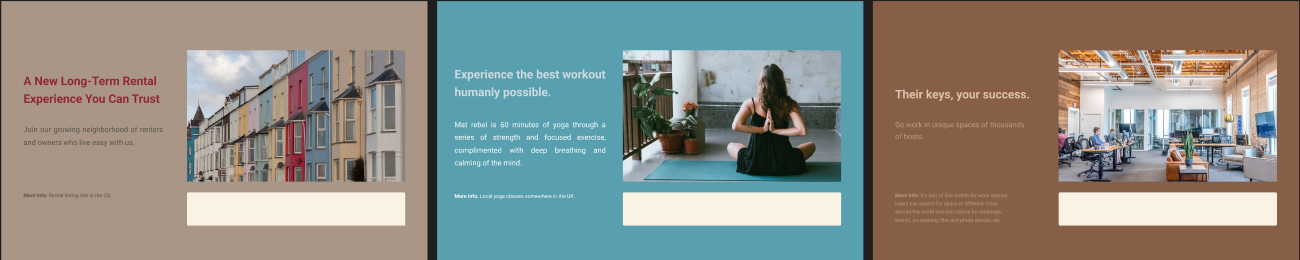 A New Long-Term Rental
Experience You Can Trust
Join our growing neighborhood of renters
and owners who live easy with us.
More Info: Rental listing site in the US.
Experience the best workout
humanly possible.
Mat rebel is 60 minutes of yoga through a
series of strength and focused exercise,
complimented with deep breathing and
calming of the mind.
More Info: Local yoga classes somewhere in the UK.
Their keys, your success.
Go work in unique spaces of thousands
of hosts.
More Info: It's sort of like Airbnb for work spaces.
Users can search for space in different cities
around the world and rent spaces for meetings,
events, co-working, film and photo shoots, etc.